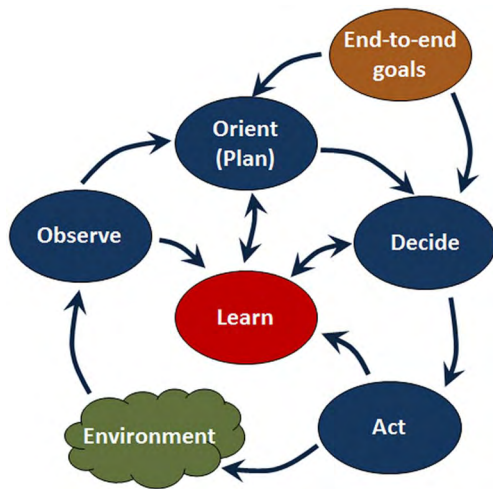 End-to-end
goals
Orient
(Plan)
Observe
Decide
Learn
Environment
Act